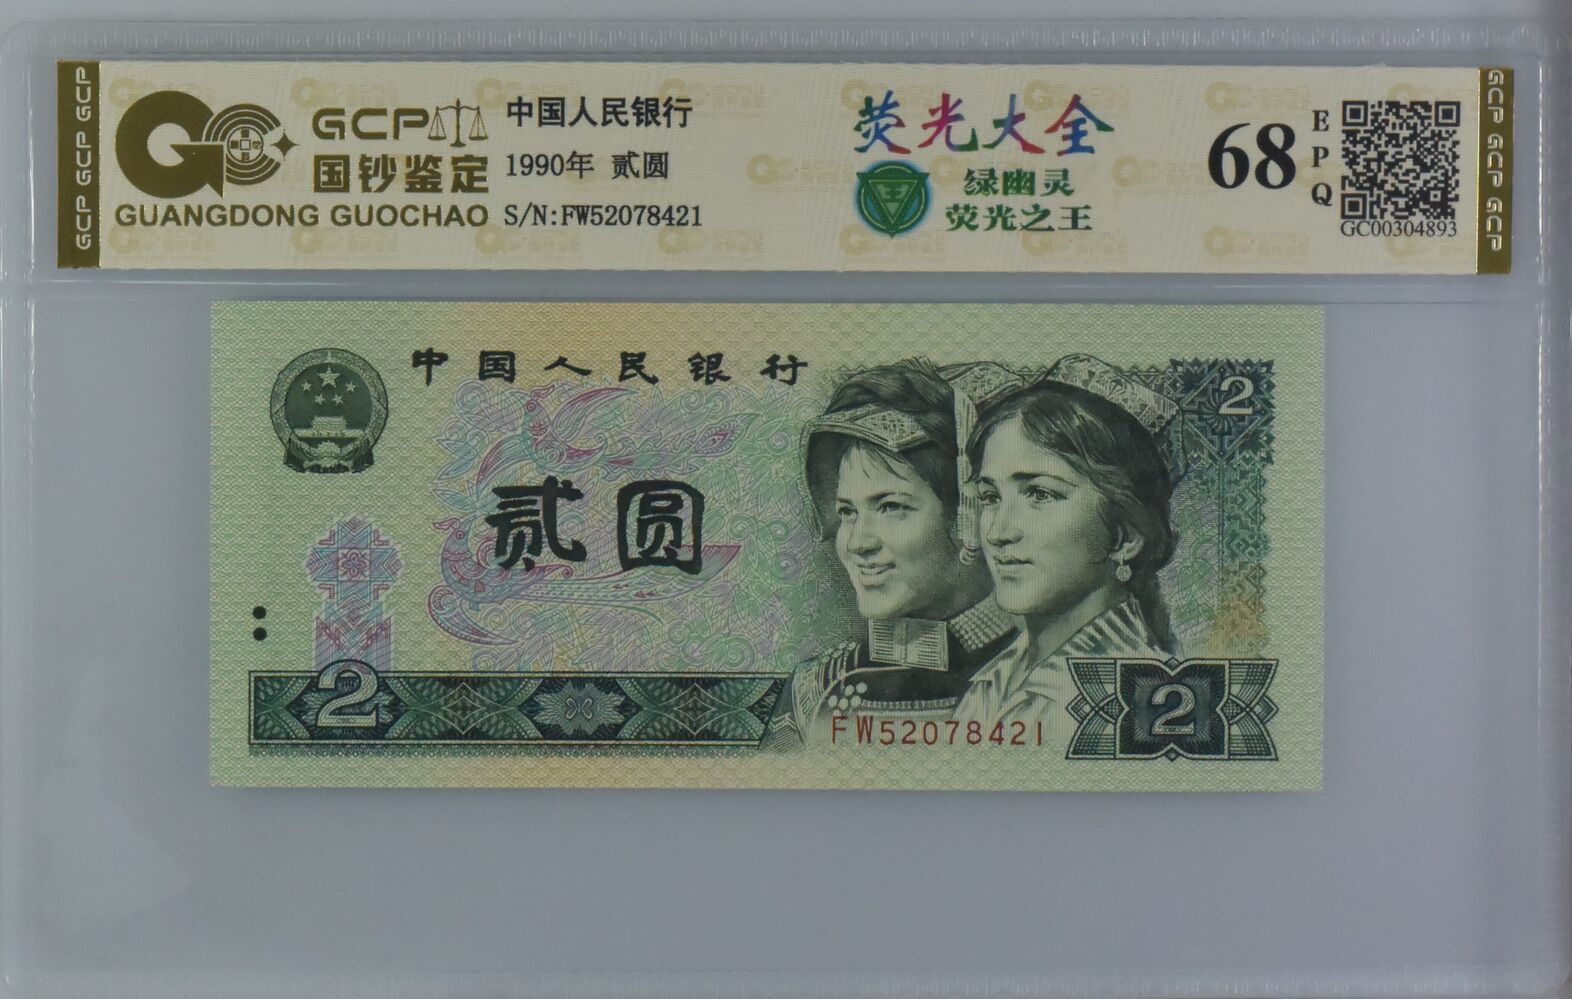 GCP GCP GCP
GCP
国钞鉴定
GUANGDONG GUOCHAO
中国人民银行
1990年 贰圆
S/N:FW52078421
荧光大全
王
绿幽灵
荧光之王
68
EPQ
GC00304893
GCP GCP GCP
中国人民银行
2
贰圆
2
2
FW52078421